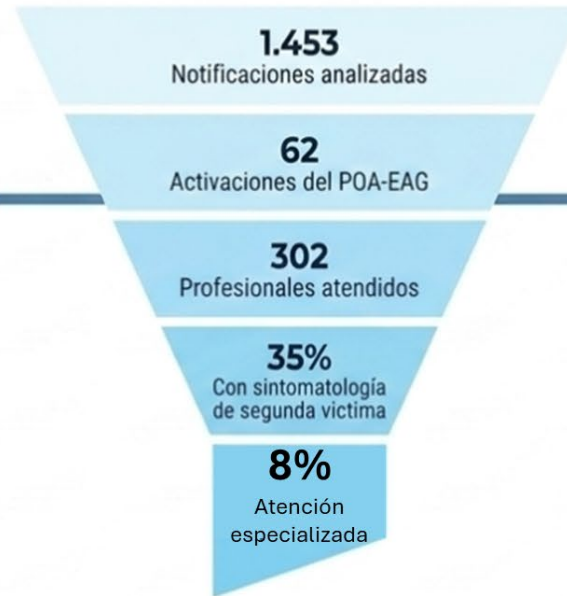 1.453
Notificaciones analizadas
62
Activaciones del POA-EAG
302
Profesionales atendidos
35%
Con sintomatología
de segunda victima
8%
Atención
especializada